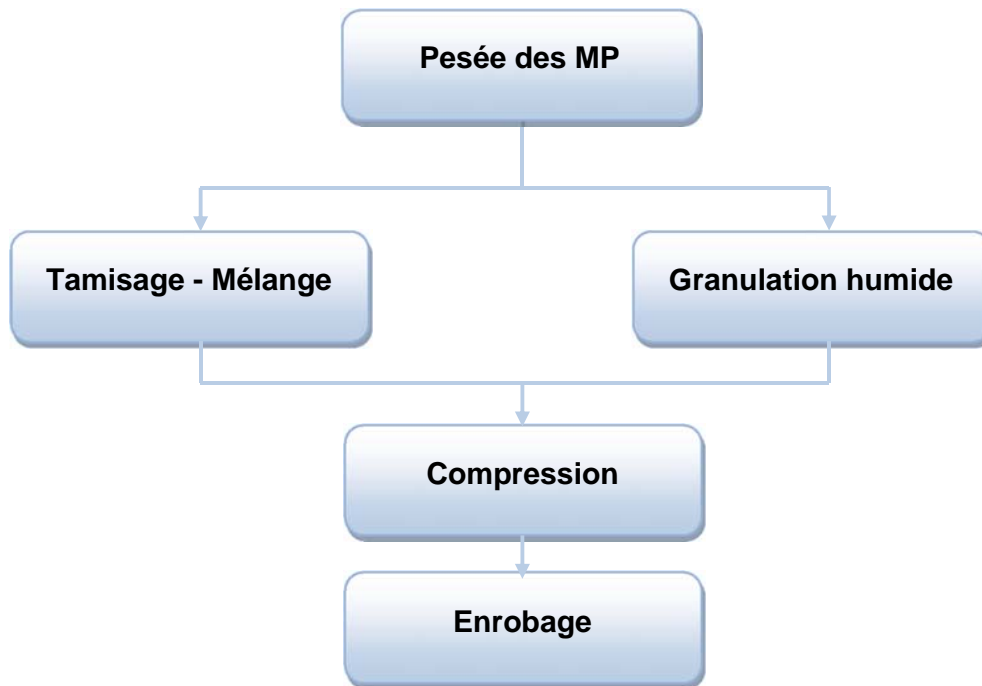 Pesée des MP
Tamisage - Mélange
Granulation humide
Compression
Enrobage